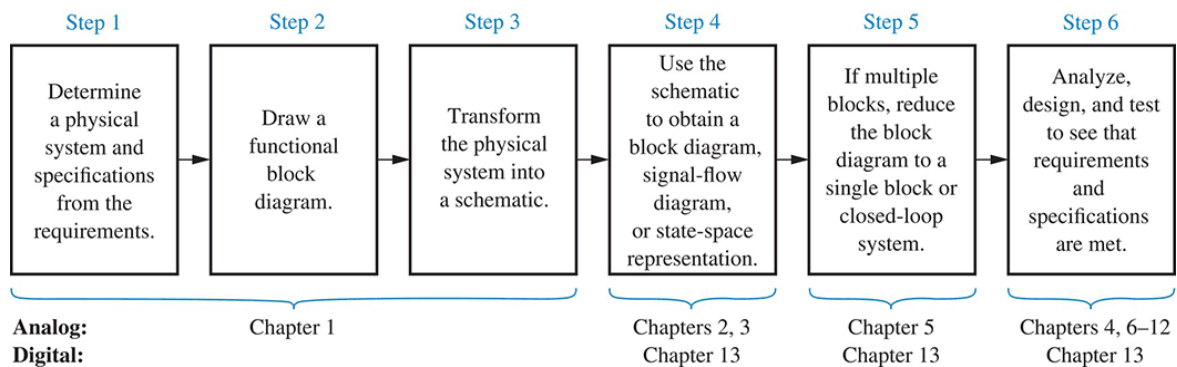 Step 1
Determine
a physical
system and
specifications
from the
requirements.
Step 2
Draw a
functional
block
diagram.
Step 3
Transform
the physical
system into
a schematic.
Step 4
Use the
schematic
to obtain a
block diagram,
signal-flow
diagram,
or state-space
representation.
Step 5
If multiple
blocks, reduce
the block
diagram to a
single block or
closed-loop
system.
Step 6
Analyze,
design, and test
to see that
requirements
and
specifications
are met.
Analog: Chapter 1 Chapters 2, 3 Chapter 5 Chapters 4, 6–12
Digital: Chapter 13 Chapter 13 Chapter 13